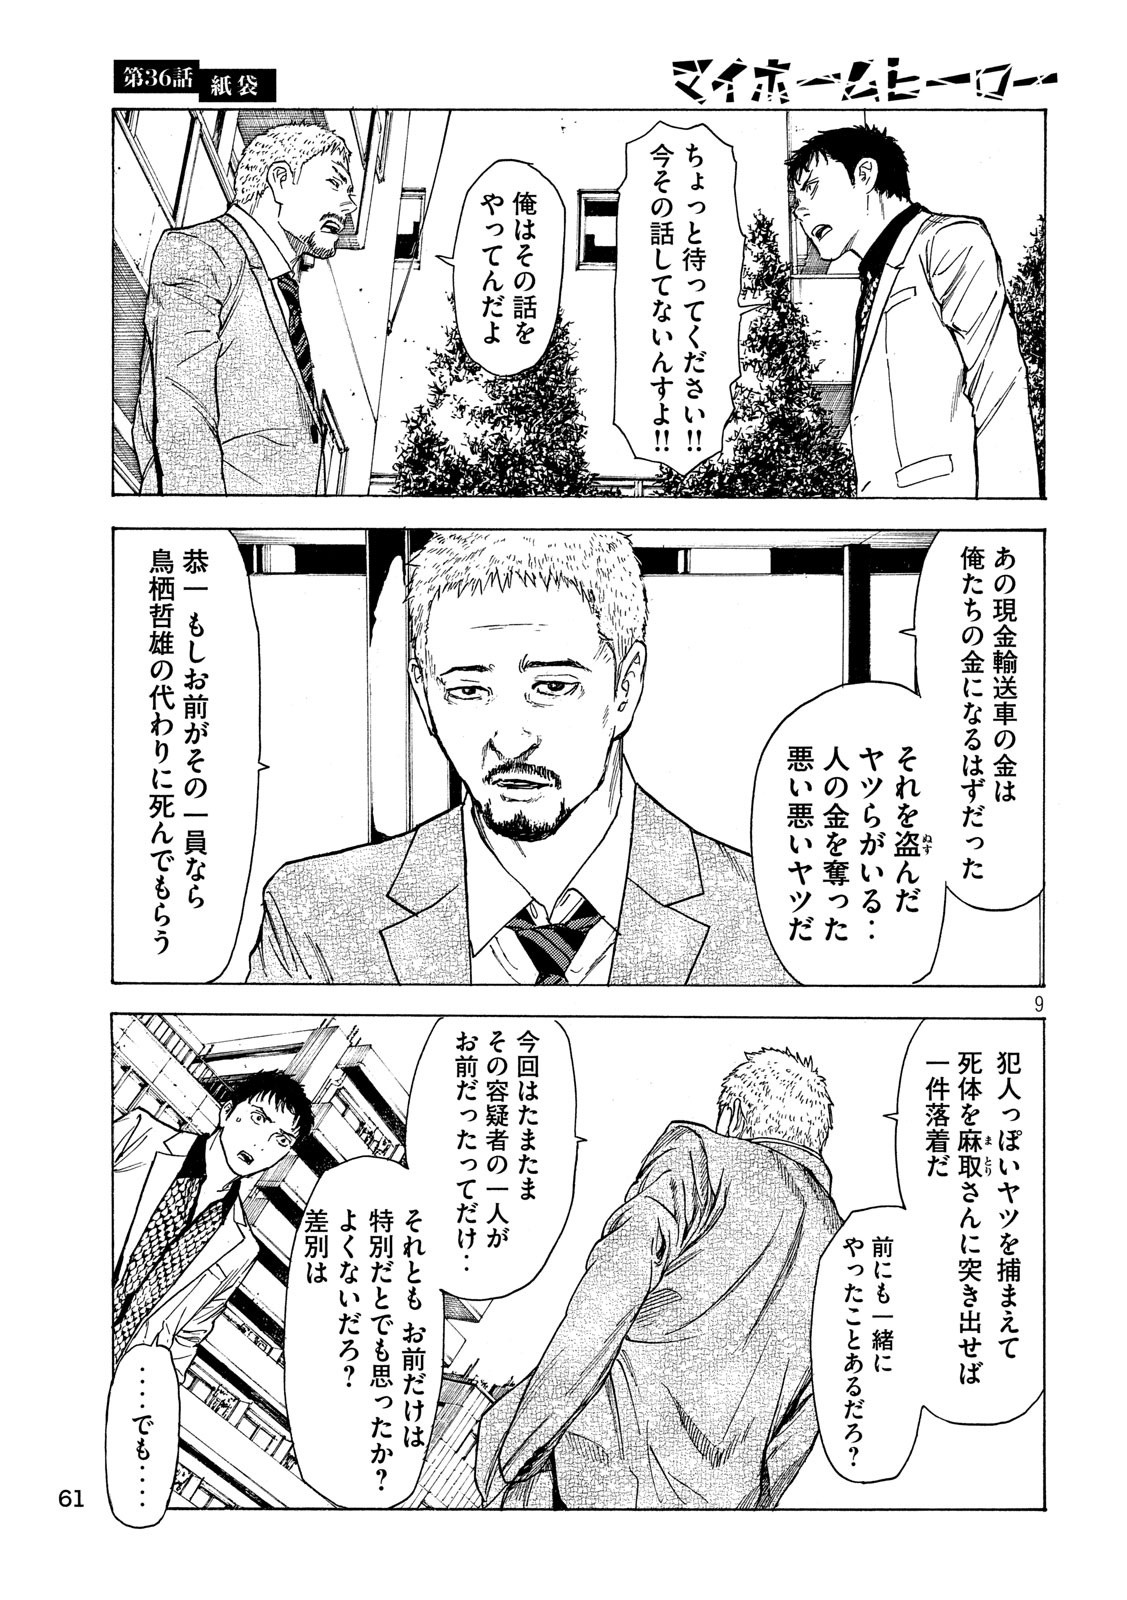 第36話
紙袋
マイホームヒーロー
ちょっと待ってください!!
今その話してないんすよ!!
俺はその話を
やってんだよ
あの現金輸送車の金は
俺たちの金になるはずだった
それを盗んだ
ぬす
ヤツらがいる‥
人の金を奪った
悪い悪いヤツだ
恭一 もしお前がその一員なら
鳥栖哲雄の代わりに死んでもらう
9
犯人っぽいヤツを捕まえて
死体を麻取さんに突き出せば
まとり
一件落着だ
前にも一緒に
やったことあるだろ?
今回はたまたま
その容疑者の一人が
お前だったってだけ‥
それとも お前だけは
特別だとでも思ったか?
よくないだろ?
差別は
‥‥でも‥‥
61